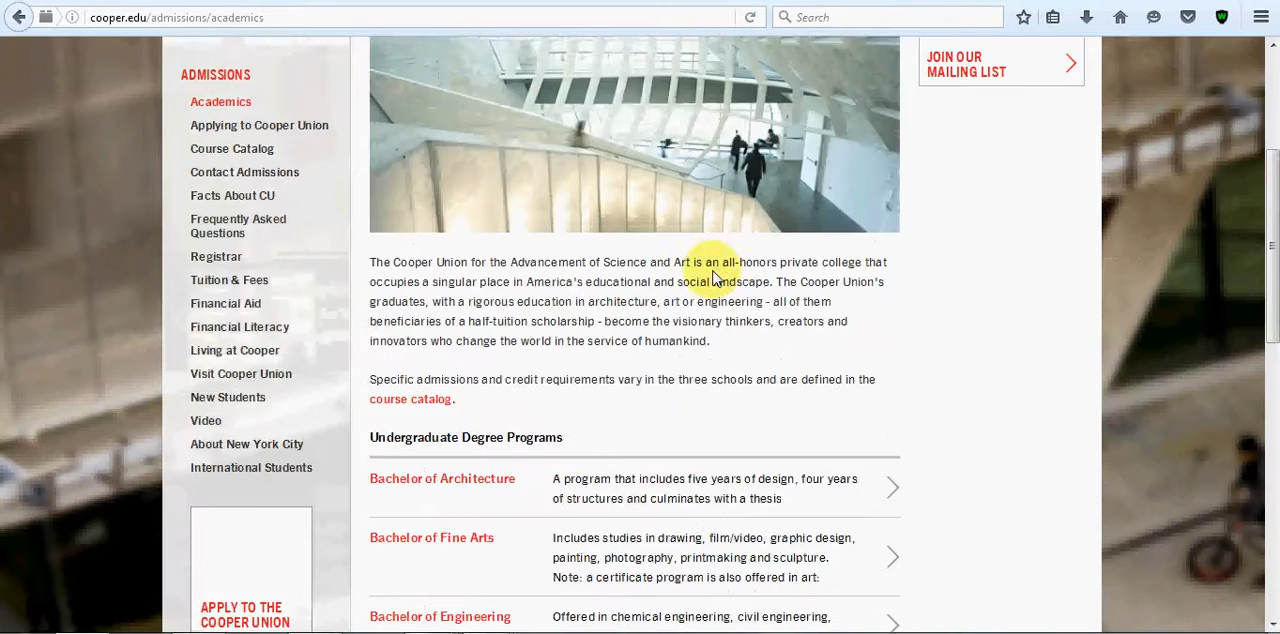 cooper.edu/admissions/academics
Search
ADMISSIONS
Academics
Applying to Cooper Union
Course Catalog
Contact Admissions
Facts About CU
Frequently Asked
Questions
Registrar
Tuition & Fees
Financial Aid
Financial Literacy
Living at Cooper
Visit Cooper Union
New Students
Video
About New York City
International Students
APPLY TO THE
COOPER UNION
The Cooper Union for the Advancement of Science and Art is an all-honors private college that
occupies a singular place in America's educational and social landscape. The Cooper Union's
graduates, with a rigorous education in architecture, art or engineering - all of them
beneficiaries of a half-tuition scholarship - become the visionary thinkers, creators and
innovators who change the world in the service of humankind.
Specific admissions and credit requirements vary in the three schools and are defined in the
course catalog.
Undergraduate Degree Programs
Bachelor of Architecture
A program that includes five years of design, four years
of structures and culminates with a thesis
Bachelor of Fine Arts
Includes studies in drawing, film/video, graphic design,
painting, photography, printmaking and sculpture.
Note: a certificate program is also offered in art:
Bachelor of Engineering
Offered in chemical engineering, civil engineering,
JOIN OUR
MAILING LIST